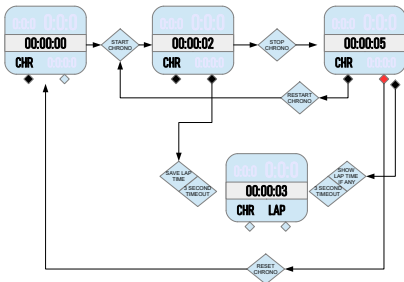 00:00:00
CHR
START
CHRONO
00:00:02
CHR
STOP
CHRONO
00:00:05
CHR
RESTART
CHRONO
SAVE LAP
TIME
3 SECOND
TIMEOUT
00:00:03
CHR LAP
SHOW
LAP TIME
IF ANY
3 SECOND
TIMEOUT
RESET
CHRONO